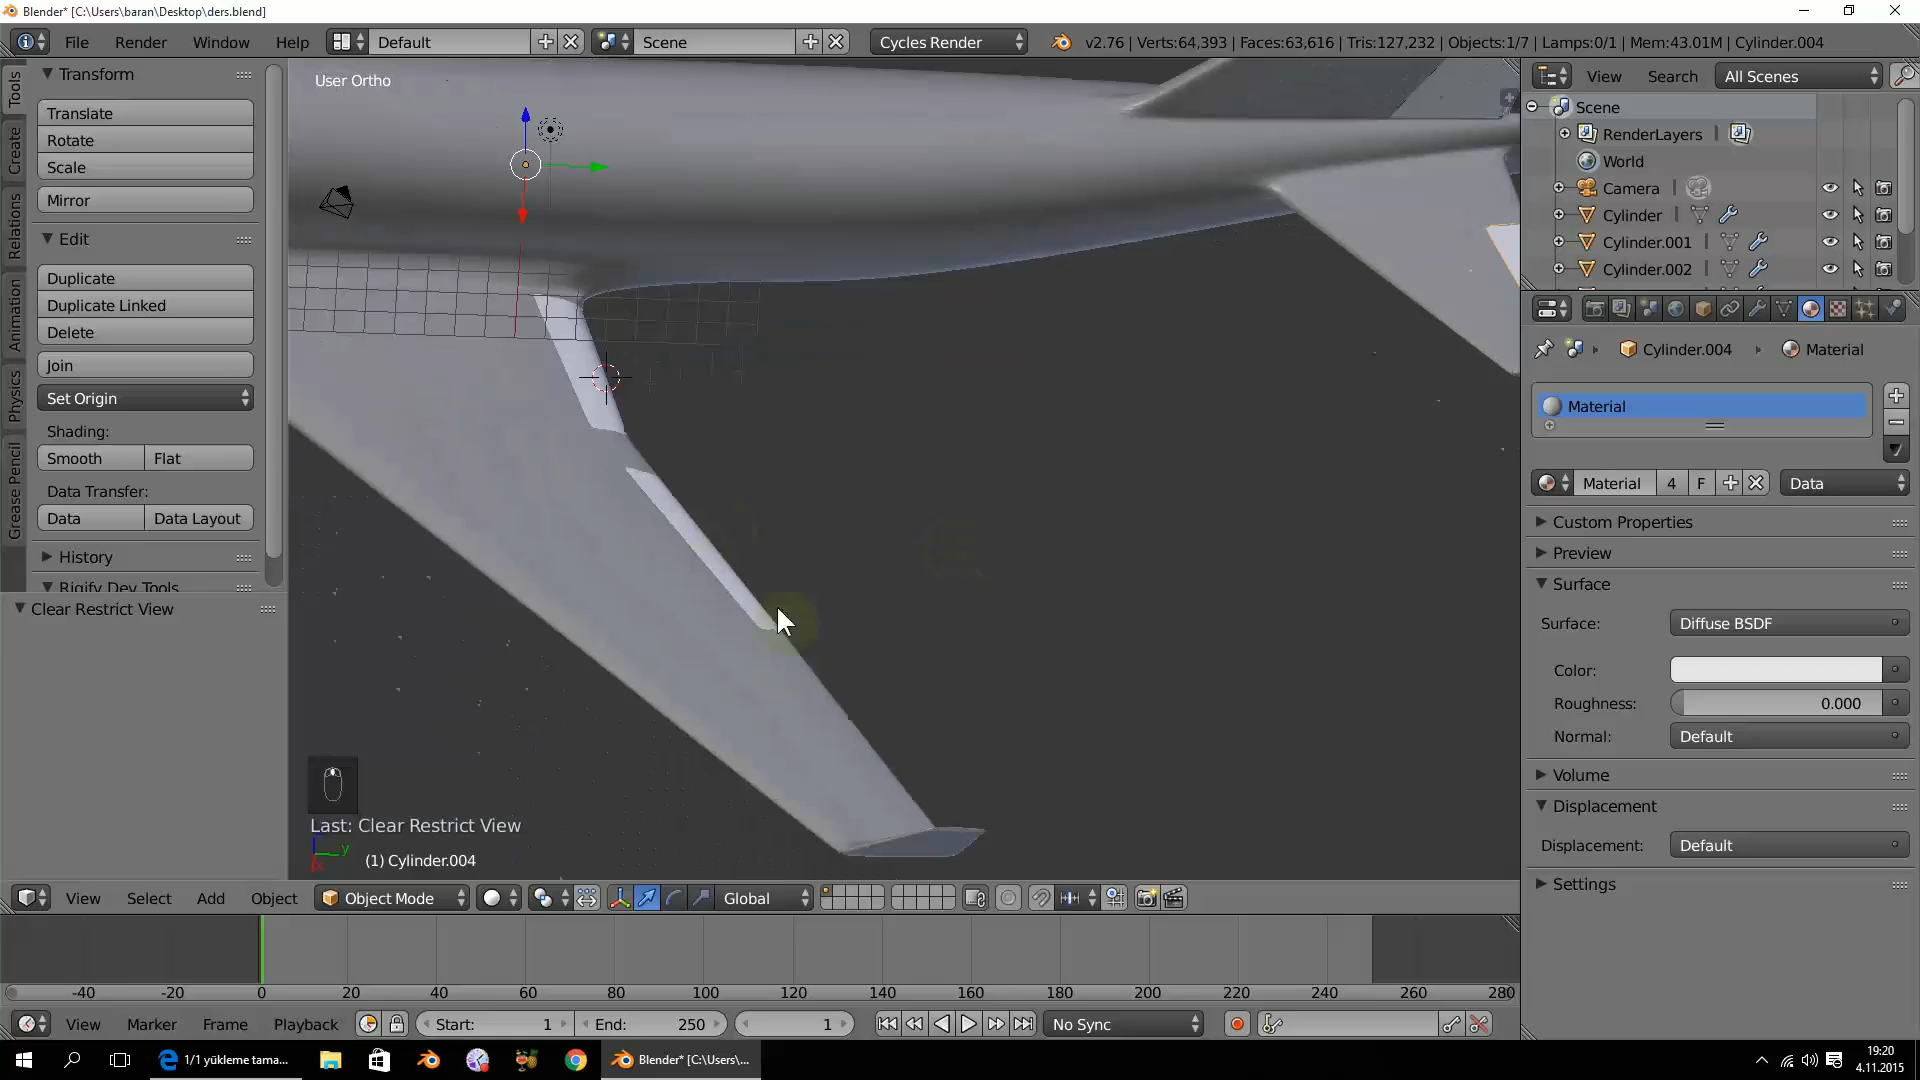 Blender* [C:\Users\baran\Desktop\ders.blend]
File Render Window Help Default Scene Cycles Render v2.76 | Verts:64,393 | Faces:63,616 | Tris:127,232 | Objects:1/7 | Lamps:0/1 | Mem:43.01M | Cylinder.004
Tools
Create
Relations
Animation
Physics
Grease Pencil
Transform
Translate
Rotate
Scale
Mirror
Edit
Duplicate
Duplicate Linked
Delete
Join
Set Origin
Shading:
Smooth Flat
Data Transfer:
Data Data Layout
History
Rigify Dev Tools
Clear Restrict View
User Ortho
Last: Clear Restrict View
(1) Cylinder.004
y
View Select Add Object Object Mode Global
View Search All Scenes
Scene
RenderLayers
World
Camera
Cylinder
Cylinder.001
Cylinder.002
Cylinder.004 Material
Material
Material 4 F Data
Custom Properties
Preview
Surface
Surface: Diffuse BSDF
Color:
Roughness: 0.000
Normal: Default
Volume
Displacement
Displacement: Default
Settings
-40 -20 0 20 40 60 80 100 120 140 160 180 200 220 240 260 280
View Marker Frame Playback Start: 1 End: 250 1 No Sync
1/1 yükleme tama...
Blender* [C:\Users\...
19:20
4.11.2015